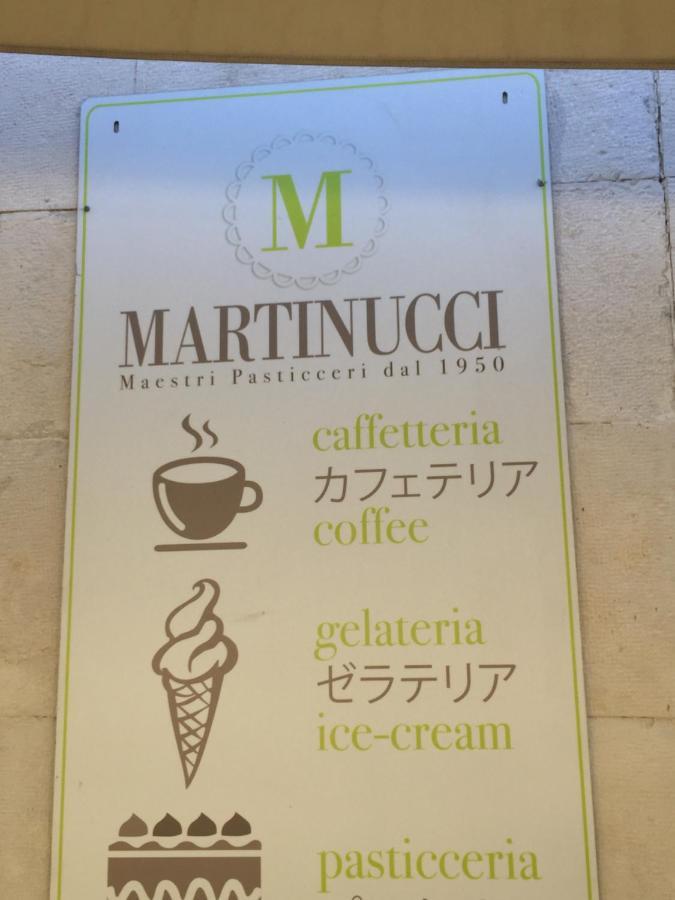 M
MARTINUCCI
Maestri Pasticceri dal 1950
caffetteria
カフェテリア
coffee
gelateria
ゼラテリア
ice-cream
pasticceria